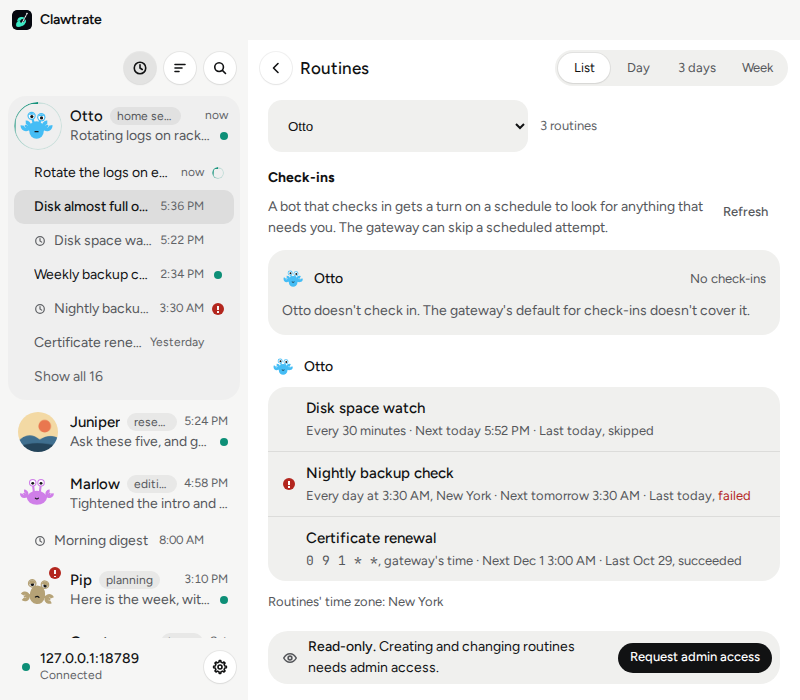 Clawtrate
Otto home se... now
Rotating logs on rack...
Rotate the logs on e... now
Disk almost full o... 5:36 PM
Disk space wa... 5:22 PM
Weekly backup c... 2:34 PM
Nightly backu... 3:30 AM
Certificate rene... Yesterday
Show all 16
Juniper rese... 5:24 PM
Ask these five, and g...
Marlow editi... 4:58 PM
Tightened the intro and ...
Morning digest 8:00 AM
Pip planning 3:10 PM
Here is the week, wit...
127.0.0.1:18789
Connected
Routines List Day 3 days Week
Otto 3 routines
Check-ins
A bot that checks in gets a turn on a schedule to look for anything that
needs you. The gateway can skip a scheduled attempt.
Refresh
Otto No check-ins
Otto doesn't check in. The gateway's default for check-ins doesn't cover it.
Otto
Disk space watch
Every 30 minutes · Next today 5:52 PM · Last today, skipped
Nightly backup check
Every day at 3:30 AM, New York · Next tomorrow 3:30 AM · Last today, failed
Certificate renewal
0 9 1 * *, gateway's time · Next Dec 1 3:00 AM · Last Oct 29, succeeded
Routines' time zone: New York
Read-only. Creating and changing routines
needs admin access.
Request admin access